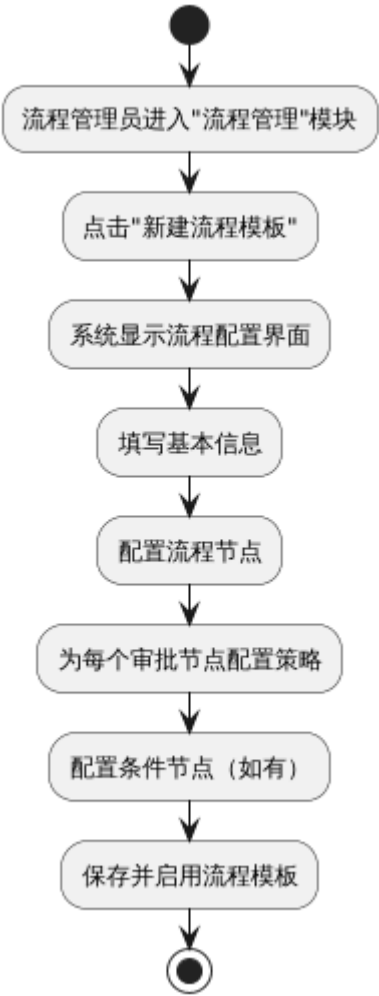 流程管理员进入"流程管理"模块
点击"新建流程模板"
系统显示流程配置界面
填写基本信息
配置流程节点
为每个审批节点配置策略
配置条件节点（如有）
保存并启用流程模板